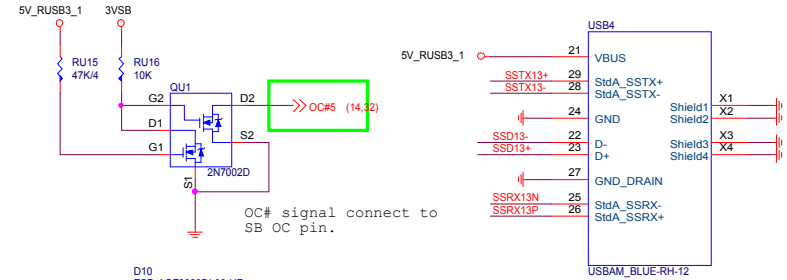 5V_RUSB3_1
3VSB
RU15
47K/4
RU16
10K
QU1
G2
D2
D1
S2
G1
S1
2N7002D
OC#5 (14,32)
OC# signal connect to
SB OC pin.
D10
USB4
5V_RUSB3_1
21
VBUS
SSTX13+
29
StdA_SSTX+
SSTX13-
28
StdA_SSTX-
24
GND
SSD13-
22
D-
SSD13+
23
D+
27
GND_DRAIN
SSRX13N
25
StdA_SSRX-
SSRX13P
26
StdA_SSRX+
Shield1
X1
Shield2
X2
Shield3
X3
Shield4
X4
USBAM_BLUE-RH-12